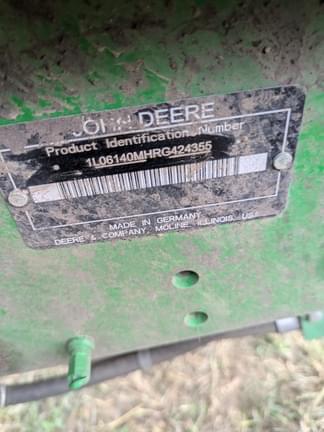 JOHN DEERE
Product Identification Number
1L06140MHRG424355
MADE IN GERMANY
DEERE & COMPANY, MOLINE, ILLINOIS, USA